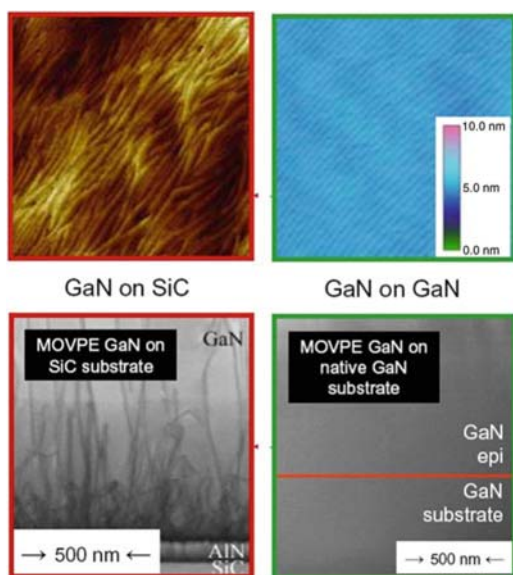 10.0 nm
5.0 nm
0.0 nm
GaN on SiC
GaN on GaN
MOVPE GaN on
SiC substrate
GaN
AlN
SiC
→ 500 nm ←
MOVPE GaN on
native GaN
substrate
GaN
epi
GaN
substrate
→ 500 nm ←